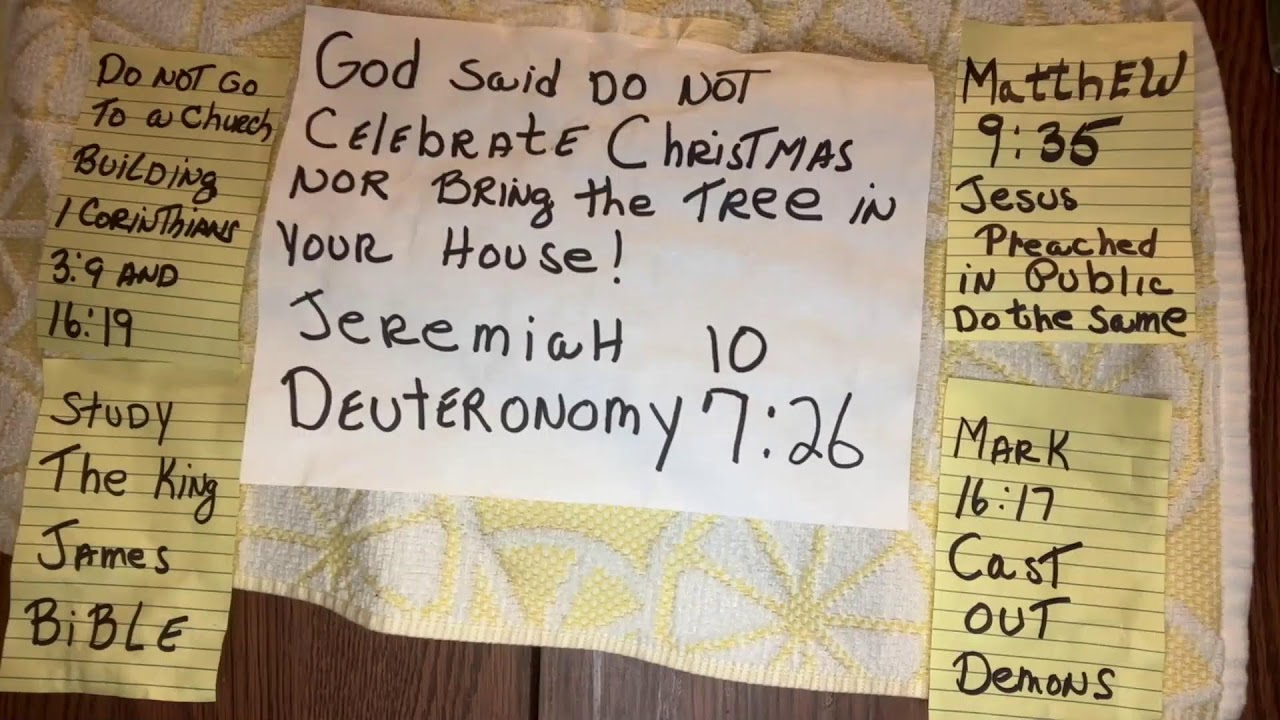 God said DO NOT
CELEBRATE ChRISTMAS
NOR BRING the TREE IN
YOUR HOUSE!
JEREMIAH 10
DEUTERONOMY 7:26
DO NOT GO
TO a Church
BUILDING
1 CORINTHIANS
3:9 AND
16:19
STUDY
The KING
JAMES
BiBLE
MatthEW
9:35
Jesus
Preached
in Public
Do the same
MARK
16:17
CasT
OUT
DemONS